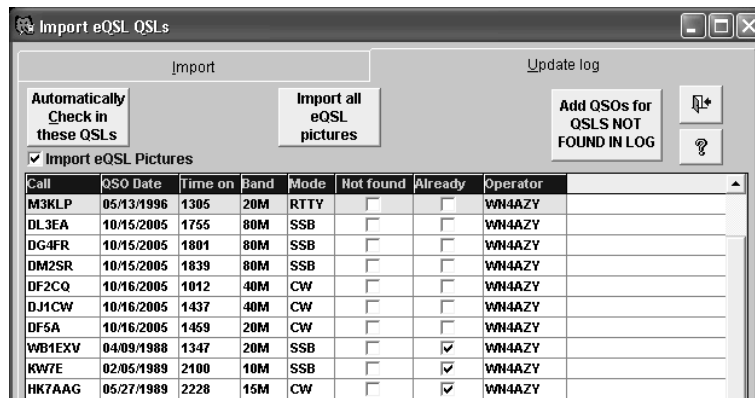 Import eQSL QSLs
Import
Update log
Automatically
Check in
these QSLs
Import all
eQSL
pictures
Add QSOs for
QSLS NOT
FOUND IN LOG
?
Import eQSL Pictures
Call QSO Date Time on Band Mode Not found Already Operator
M3KLP 05/13/1996 1305 20M RTTY WN4AZY
DL3EA 10/15/2005 1755 80M SSB WN4AZY
DG4FR 10/15/2005 1801 80M SSB WN4AZY
DM2SR 10/15/2005 1839 80M SSB WN4AZY
DF2CQ 10/16/2005 1012 40M CW WN4AZY
DJ1CW 10/16/2005 1437 40M CW WN4AZY
DF5A 10/16/2005 1459 20M CW WN4AZY
WB1EXV 04/09/1988 1347 20M SSB WN4AZY
KW7E 02/05/1989 2100 10M SSB WN4AZY
HK7AAG 05/27/1989 2228 15M CW WN4AZY